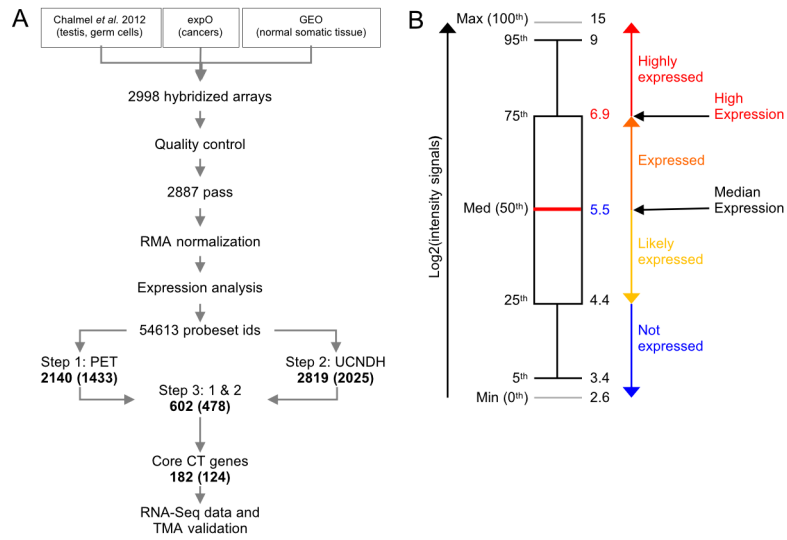 A
Chalmel et al. 2012
(testis, germ cells)
expO
(cancers)
GEO
(normal somatic tissue)
2998 hybridized arrays
Quality control
2887 pass
RMA normalization
Expression analysis
54613 probeset ids
Step 1: PET
2140 (1433)
Step 2: UCNDH
2819 (2025)
Step 3: 1 & 2
602 (478)
Core CT genes
182 (124)
RNA-Seq data and
TMA validation
B
Log2(intensity signals)
Max (100th)
15
95th
9
75th
6.9
Med (50th)
5.5
25th
4.4
5th
3.4
Min (0th)
2.6
Highly
expressed
High
Expression
Expressed
Median
Expression
Likely
expressed
Not
expressed